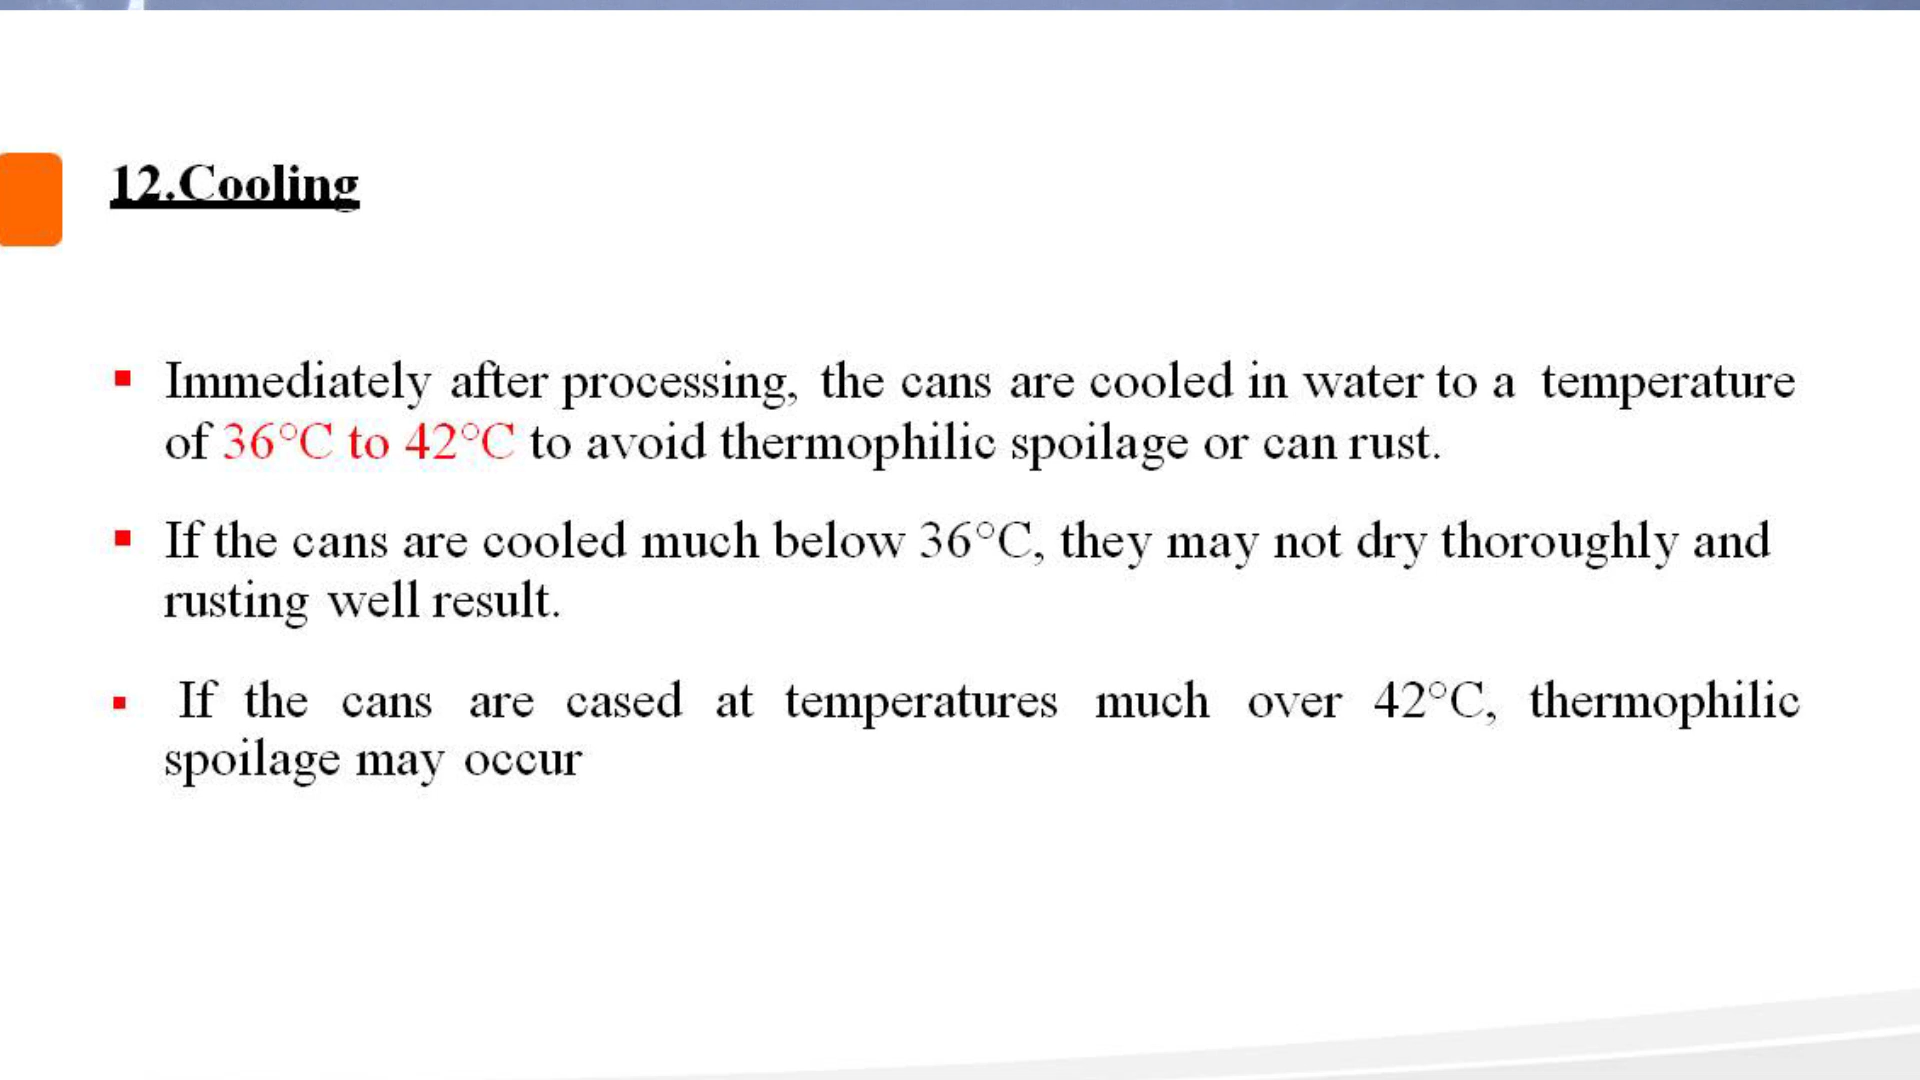 12.Cooling
Immediately after processing, the cans are cooled in water to a temperature
of 36°C to 42°C to avoid thermophilic spoilage or can rust.
If the cans are cooled much below 36°C, they may not dry thoroughly and
rusting well result.
If the cans are cased at temperatures much over 42°C, thermophilic
spoilage may occur